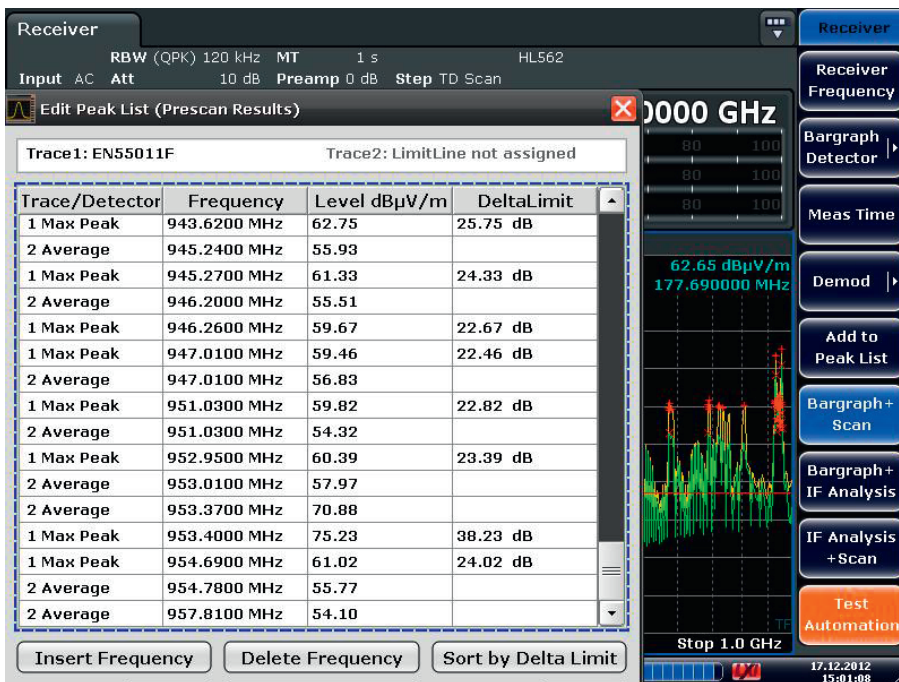 Receiver
RBW (QPK) 120 kHz MT 1 s HL562
Input AC Att 10 dB Preamp 0 dB Step TD Scan
Edit Peak List (Prescan Results)
0000 GHz
Trace1: EN55011F Trace2: LimitLine not assigned
80 100
80 100
80 100
Trace/Detector Frequency Level dBµV/m DeltaLimit
1 Max Peak 943.6200 MHz 62.75 25.75 dB
2 Average 945.2400 MHz 55.93
1 Max Peak 945.2700 MHz 61.33 24.33 dB
2 Average 946.2000 MHz 55.51
1 Max Peak 946.2600 MHz 59.67 22.67 dB
1 Max Peak 947.0100 MHz 59.46 22.46 dB
2 Average 947.0100 MHz 56.83
1 Max Peak 951.0300 MHz 59.82 22.82 dB
2 Average 951.0300 MHz 54.32
1 Max Peak 952.9500 MHz 60.39 23.39 dB
2 Average 953.0100 MHz 57.97
2 Average 953.3700 MHz 70.88
1 Max Peak 953.4000 MHz 75.23 38.23 dB
1 Max Peak 954.6900 MHz 61.02 24.02 dB
2 Average 954.7800 MHz 55.77
2 Average 957.8100 MHz 54.10
Insert Frequency Delete Frequency Sort by Delta Limit
62.65 dBµV/m
177.690000 MHz
TF
Stop 1.0 GHz
LXI
Receiver
Receiver
Frequency
Bargraph
Detector
Meas Time
Demod
Add to
Peak List
Bargraph+
Scan
Bargraph+
IF Analysis
IF Analysis
+Scan
Test
Automation
17.12.2012
15:01:08